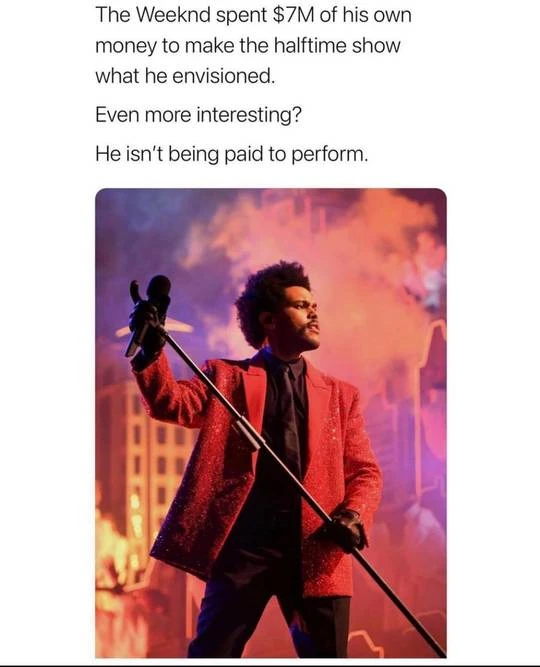 The Weeknd spent $7M of his own
money to make the halftime show
what he envisioned.
Even more interesting?
He isn’t being paid to perform.